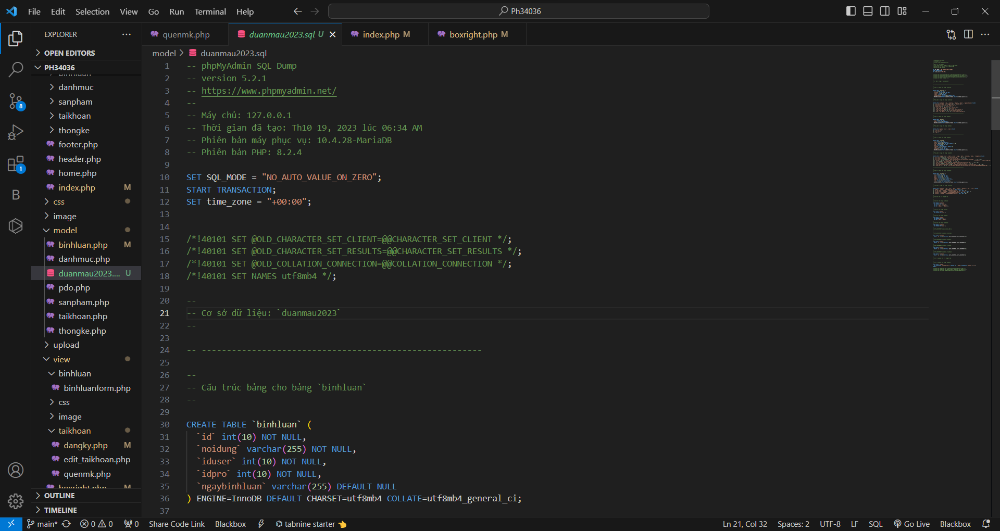 File Edit Selection View Go Run Terminal Help
Ph34036
EXPLORER
OPEN EDITORS
PH34036
danhmuc
sanpham
taikhoan
thongke
footer.php
header.php
home.php
index.php M
css
image
model
binhluan.php M
danhmuc.php
duanmau2023.... U
pdo.php
sanpham.php
taikhoan.php
thongke.php
upload
view
binhluan
binhluanform.php
css
image
taikhoan
dangky.php M
edit_taikhoan.php
quenmk.php
boxright.php M
OUTLINE
TIMELINE
8
1
B
quenmk.php
duanmau2023.sql U
index.php M
boxright.php M
model > duanmau2023.sql
1 -- phpMyAdmin SQL Dump
2 -- version 5.2.1
3 -- https://www.phpmyadmin.net/
4 --
5 -- Máy chủ: 127.0.0.1
6 -- Thời gian đã tạo: Th10 19, 2023 lúc 06:34 AM
7 -- Phiên bản máy phục vụ: 10.4.28-MariaDB
8 -- Phiên bản PHP: 8.2.4
9
10 SET SQL_MODE = "NO_AUTO_VALUE_ON_ZERO";
11 START TRANSACTION;
12 SET time_zone = "+00:00";
13
14
15 /*!40101 SET @OLD_CHARACTER_SET_CLIENT=@@CHARACTER_SET_CLIENT */;
16 /*!40101 SET @OLD_CHARACTER_SET_RESULTS=@@CHARACTER_SET_RESULTS */;
17 /*!40101 SET @OLD_COLLATION_CONNECTION=@@COLLATION_CONNECTION */;
18 /*!40101 SET NAMES utf8mb4 */;
19
20 --
21 -- Cơ sở dữ liệu: `duanmau2023`
22 --
23
24 -- --------------------------------------------------------
25
26 --
27 -- Cấu trúc bảng cho bảng `binhluan`
28 --
29
30 CREATE TABLE `binhluan` (
31 `id` int(10) NOT NULL,
32 `noidung` varchar(255) NOT NULL,
33 `iduser` int(10) NOT NULL,
34 `idpro` int(10) NOT NULL,
35 `ngaybinhluan` varchar(255) DEFAULT NULL
36 ) ENGINE=InnoDB DEFAULT CHARSET=utf8mb4 COLLATE=utf8mb4_general_ci;
37
main* 0 0 0 Share Code Link Blackbox tabnine starter Ln 21, Col 32 Spaces: 2 UTF-8 LF SQL Go Live Blackbox